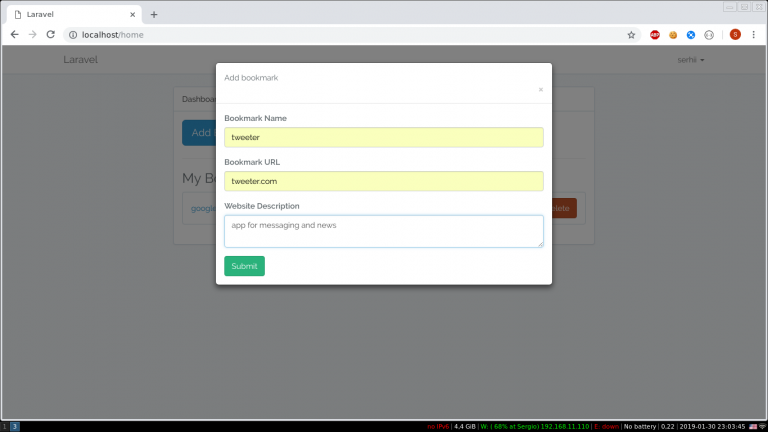 Laravel
localhost/home
ABP
S
Laravel
serhii
Dashboa
Add
My Bo
google
elete
Add bookmark
×
Bookmark Name
tweeter
Bookmark URL
tweeter.com
Website Description
app for messaging and news
Submit
1 3
no IPv6 | 4.4 GiB | W: ( 68% at Sergio) 192.168.11.110 | E: down | No battery | 0.22 | 2019-01-30 23:03:45